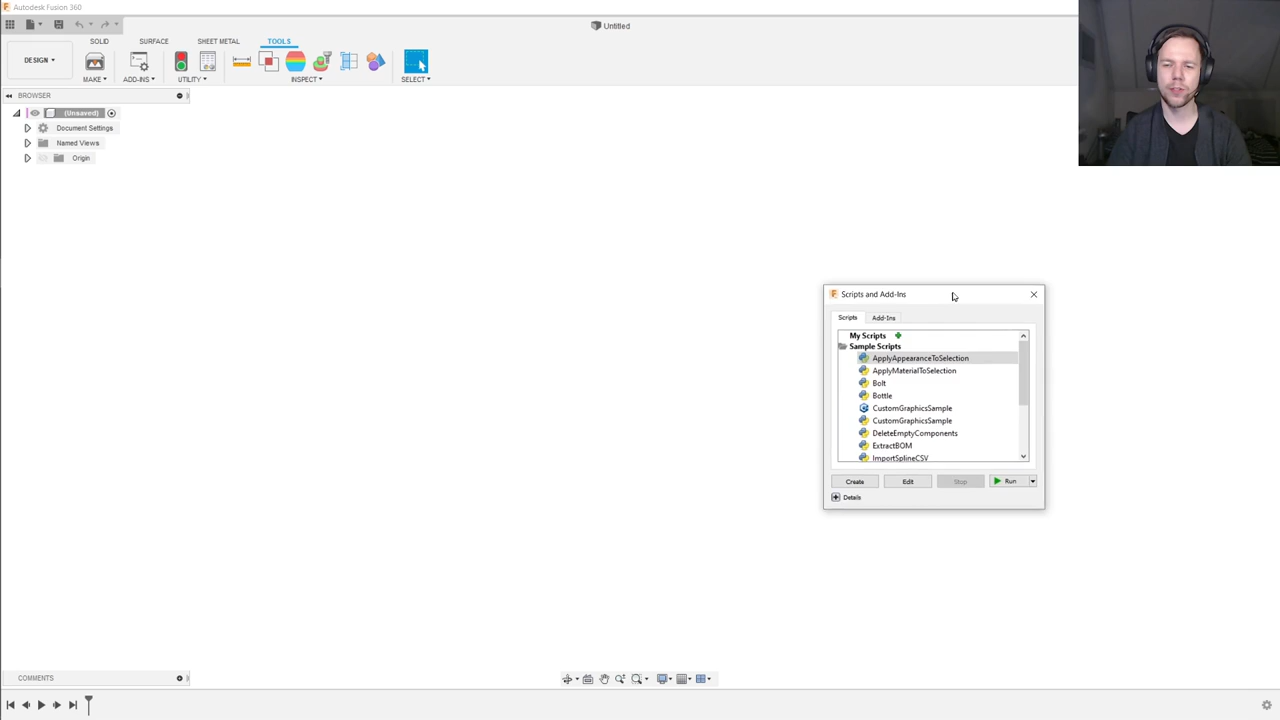 Autodesk Fusion 360
Untitled
SOLID SURFACE SHEET METAL TOOLS
DESIGN
MAKE ADD-INS UTILITY INSPECT SELECT
BROWSER
(Unsaved)
Document Settings
Named Views
Origin
Scripts and Add-Ins
Scripts Add-Ins
My Scripts
Sample Scripts
ApplyAppearanceToSelection
ApplyMaterialToSelection
Bolt
Bottle
CustomGraphicsSample
CustomGraphicsSample
DeleteEmptyComponents
ExtractBOM
ImportSplineCSV
Create Edit Stop Run
Details
COMMENTS